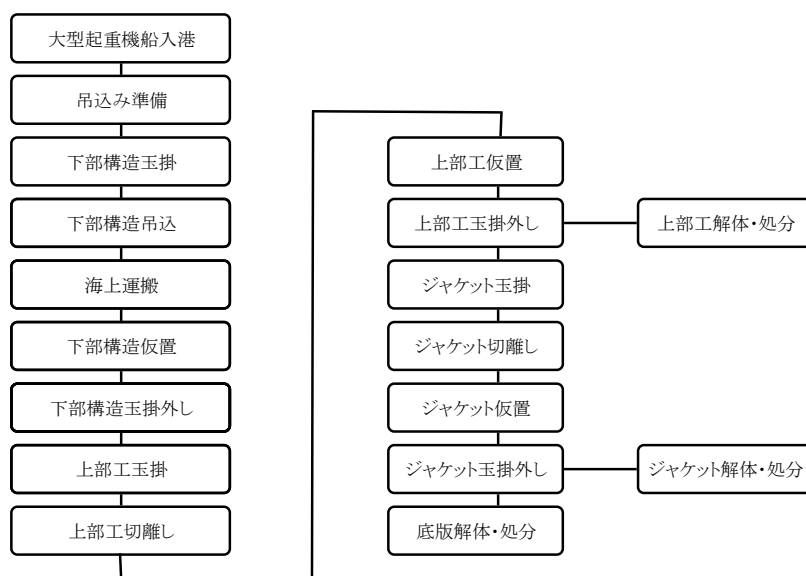 大型起重機船入港
吊込み準備
下部構造玉掛
下部構造吊込
海上運搬
下部構造仮置
下部構造玉掛外し
上部工玉掛
上部工切離し
上部工仮置
上部工玉掛外し
上部工解体・処分
ジャケット玉掛
ジャケット切離し
ジャケット仮置
ジャケット玉掛外し
ジャケット解体・処分
底版解体・処分